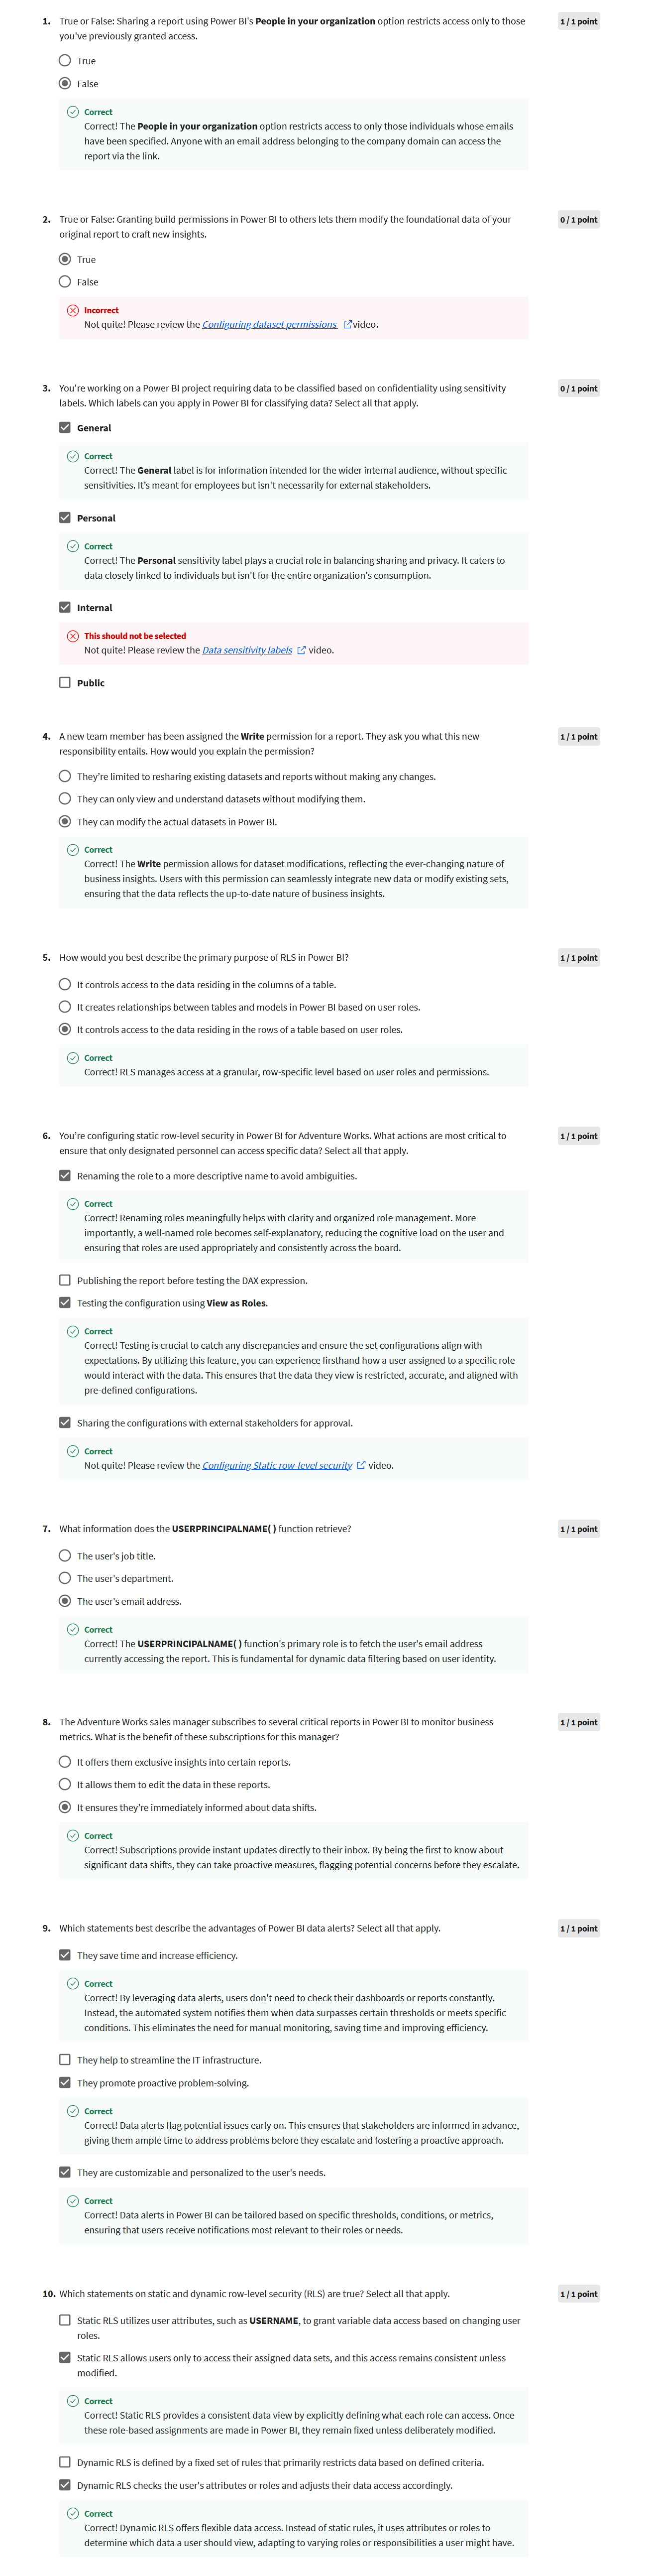 1. True or False: Sharing a report using Power BI's People in your organization option restricts access only to those
you've previously granted access.
1 / 1 point
True
False
Correct
Correct! The People in your organization option restricts access to only those individuals whose emails
have been specified. Anyone with an email address belonging to the company domain can access the
report via the link.
2. True or False: Granting build permissions in Power BI to others lets them modify the foundational data of your
original report to craft new insights.
0 / 1 point
True
False
Incorrect
Not quite! Please review the Configuring dataset permissions video.
3. You're working on a Power BI project requiring data to be classified based on confidentiality using sensitivity
labels. Which labels can you apply in Power BI for classifying data? Select all that apply.
0 / 1 point
General
Correct
Correct! The General label is for information intended for the wider internal audience, without specific
sensitivities. It's meant for employees but isn't necessarily for external stakeholders.
Personal
Correct
Correct! The Personal sensitivity label plays a crucial role in balancing sharing and privacy. It caters to
data closely linked to individuals but isn't for the entire organization's consumption.
Internal
This should not be selected
Not quite! Please review the Data sensitivity labels video.
Public
4. A new team member has been assigned the Write permission for a report. They ask you what this new
responsibility entails. How would you explain the permission?
1 / 1 point
They're limited to resharing existing datasets and reports without making any changes.
They can only view and understand datasets without modifying them.
They can modify the actual datasets in Power BI.
Correct
Correct! The Write permission allows for dataset modifications, reflecting the ever-changing nature of
business insights. Users with this permission can seamlessly integrate new data or modify existing sets,
ensuring that the data reflects the up-to-date nature of business insights.
5. How would you best describe the primary purpose of RLS in Power BI?
1 / 1 point
It controls access to the data residing in the columns of a table.
It creates relationships between tables and models in Power BI based on user roles.
It controls access to the data residing in the rows of a table based on user roles.
Correct
Correct! RLS manages access at a granular, row-specific level based on user roles and permissions.
6. You're configuring static row-level security in Power BI for Adventure Works. What actions are most critical to
ensure that only designated personnel can access specific data? Select all that apply.
1 / 1 point
Renaming the role to a more descriptive name to avoid ambiguities.
Correct
Correct! Renaming roles meaningfully helps with clarity and organized role management. More
importantly, a well-named role becomes self-explanatory, reducing the cognitive load on the user and
ensuring that roles are used appropriately and consistently across the board.
Publishing the report before testing the DAX expression.
Testing the configuration using View as Roles.
Correct
Correct! Testing is crucial to catch any discrepancies and ensure the set configurations align with
expectations. By utilizing this feature, you can experience firsthand how a user assigned to a specific role
would interact with the data. This ensures that the data they view is restricted, accurate, and aligned with
pre-defined configurations.
Sharing the configurations with external stakeholders for approval.
Correct
Not quite! Please review the Configuring Static row-level security video.
7. What information does the USERPRINCIPALNAME( ) function retrieve?
1 / 1 point
The user's job title.
The user's department.
The user's email address.
Correct
Correct! The USERPRINCIPALNAME( ) function's primary role is to fetch the user's email address
currently accessing the report. This is fundamental for dynamic data filtering based on user identity.
8. The Adventure Works sales manager subscribes to several critical reports in Power BI to monitor business
metrics. What is the benefit of these subscriptions for this manager?
1 / 1 point
It offers them exclusive insights into certain reports.
It allows them to edit the data in these reports.
It ensures they're immediately informed about data shifts.
Correct
Correct! Subscriptions provide instant updates directly to their inbox. By being the first to know about
significant data shifts, they can take proactive measures, flagging potential concerns before they escalate.
9. Which statements best describe the advantages of Power BI data alerts? Select all that apply.
1 / 1 point
They save time and increase efficiency.
Correct
Correct! By leveraging data alerts, users don't need to check their dashboards or reports constantly.
Instead, the automated system notifies them when data surpasses certain thresholds or meets specific
conditions. This eliminates the need for manual monitoring, saving time and improving efficiency.
They help to streamline the IT infrastructure.
They promote proactive problem-solving.
Correct
Correct! Data alerts flag potential issues early on. This ensures that stakeholders are informed in advance,
giving them ample time to address problems before they escalate and fostering a proactive approach.
They are customizable and personalized to the user's needs.
Correct
Correct! Data alerts in Power BI can be tailored based on specific thresholds, conditions, or metrics,
ensuring that users receive notifications most relevant to their roles or needs.
10. Which statements on static and dynamic row-level security (RLS) are true? Select all that apply.
1 / 1 point
Static RLS utilizes user attributes, such as USERNAME, to grant variable data access based on changing user
roles.
Static RLS allows users only to access their assigned data sets, and this access remains consistent unless
modified.
Correct
Correct! Static RLS provides a consistent data view by explicitly defining what each role can access. Once
these role-based assignments are made in Power BI, they remain fixed unless deliberately modified.
Dynamic RLS is defined by a fixed set of rules that primarily restricts data based on defined criteria.
Dynamic RLS checks the user's attributes or roles and adjusts their data access accordingly.
Correct
Correct! Dynamic RLS offers flexible data access. Instead of static rules, it uses attributes or roles to
determine which data a user should view, adapting to varying roles or responsibilities a user might have.